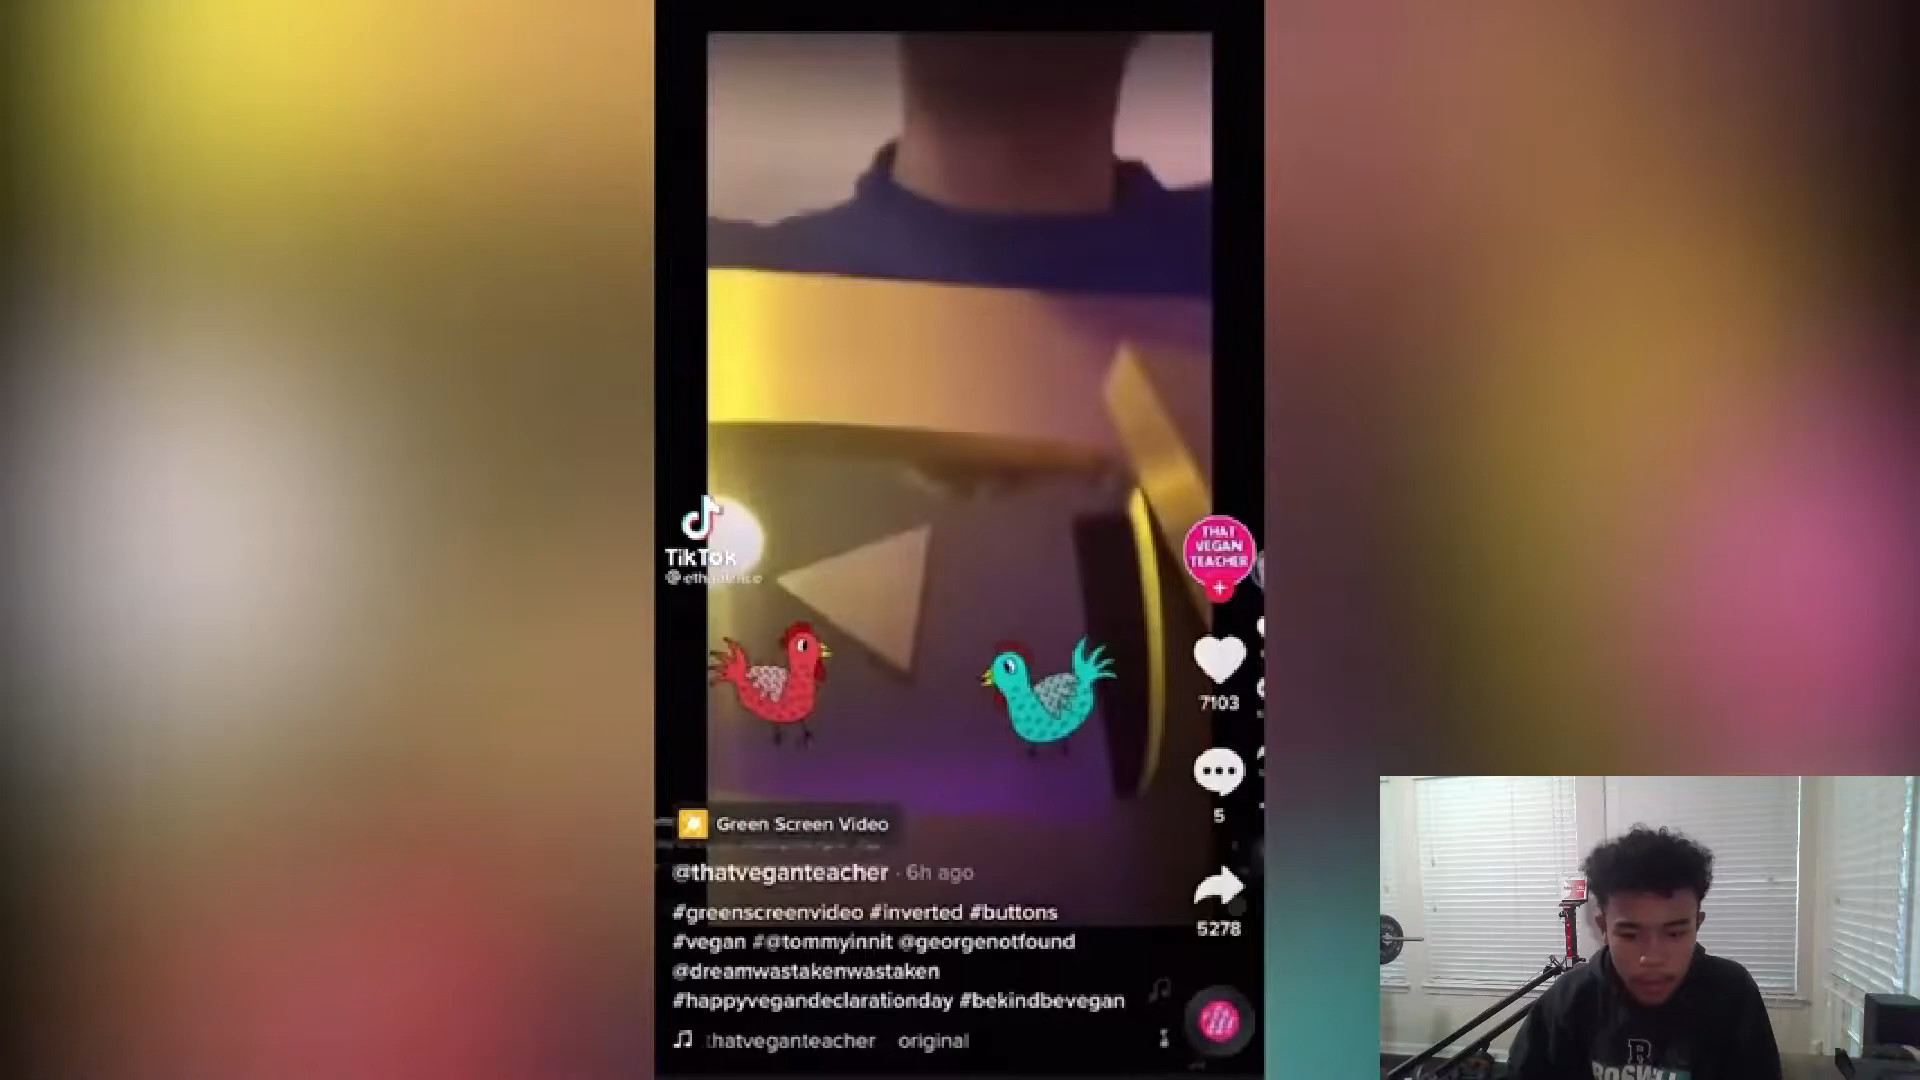 THAT
VEGAN
TEACHER
TikTok
7103
5
Green Screen Video
@thatveganteacher · 6h ago
5278
#greenscreenvideo #inverted #buttons
#vegan #@tommyinnit @georgenotfound
@dreamwastakenwastaken
#happyvegandeclarationday #bekindbevegan
thatveganteacher original
R